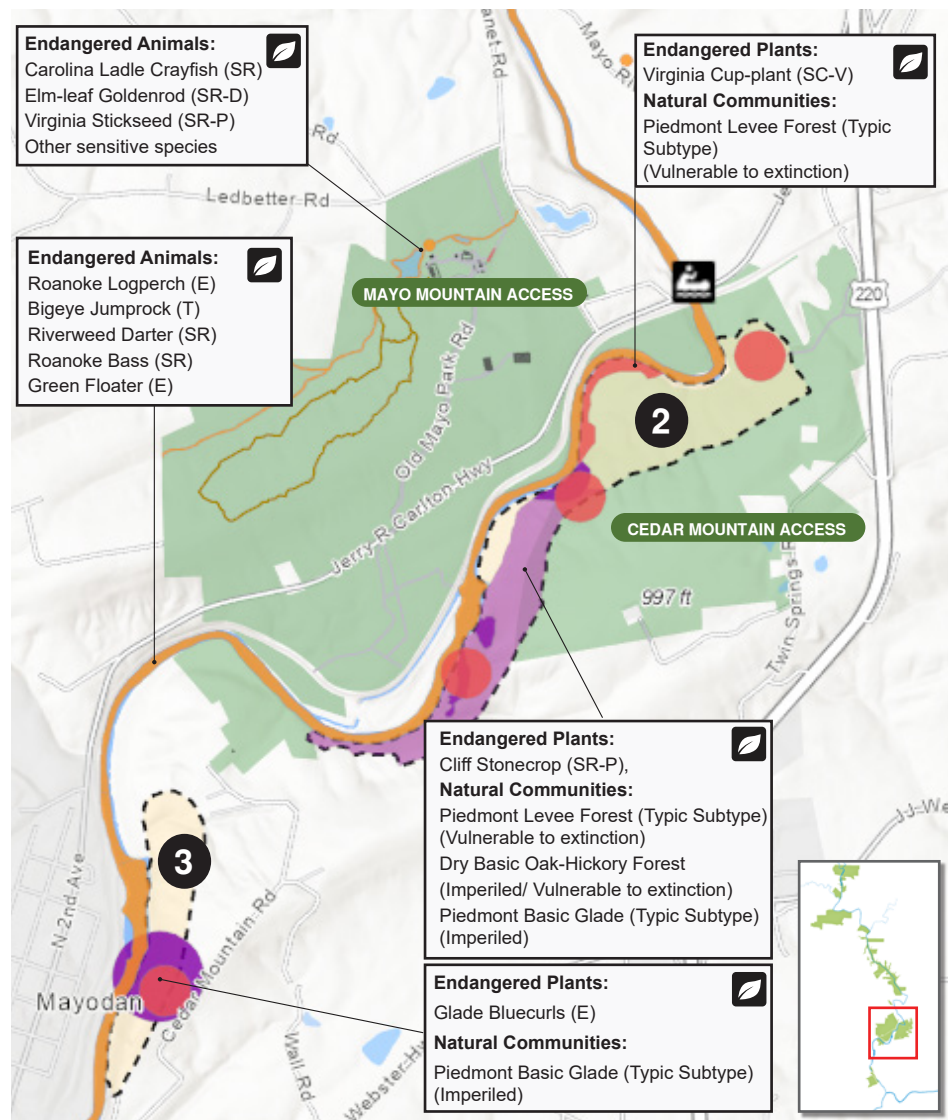 Endangered Animals:
Carolina Ladle Crayfish (SR)
Elm-leaf Goldenrod (SR-D)
Virginia Stickseed (SR-P)
Other sensitive species
Endangered Plants:
Virginia Cup-plant (SC-V)
Natural Communities:
Piedmont Levee Forest (Typic
Subtype)
(Vulnerable to extinction)
Rd
Ledbetter Rd
Endangered Animals:
Roanoke Logperch (E)
Bigeye Jumprock (T)
Riverweed Darter (SR)
Roanoke Bass (SR)
Green Floater (E)
MAYO MOUNTAIN ACCESS
220
Old Mayo Park Rd
2
Jerry R Carlton Hwy
CEDAR MOUNTAIN ACCESS
997 ft
Twin Springs
Endangered Plants:
Cliff Stonecrop (SR-P),
Natural Communities:
Piedmont Levee Forest (Typic Subtype)
(Vulnerable to extinction)
Dry Basic Oak-Hickory Forest
(Imperiled/ Vulnerable to extinction)
Piedmont Basic Glade (Typic Subtype)
(Imperiled)
3
N 2nd Ave
Cedar Mountain Rd
Mayodan
Wall Rd
Webster
Endangered Plants:
Glade Bluecurls (E)
Natural Communities:
Piedmont Basic Glade (Typic Subtype)
(Imperiled)